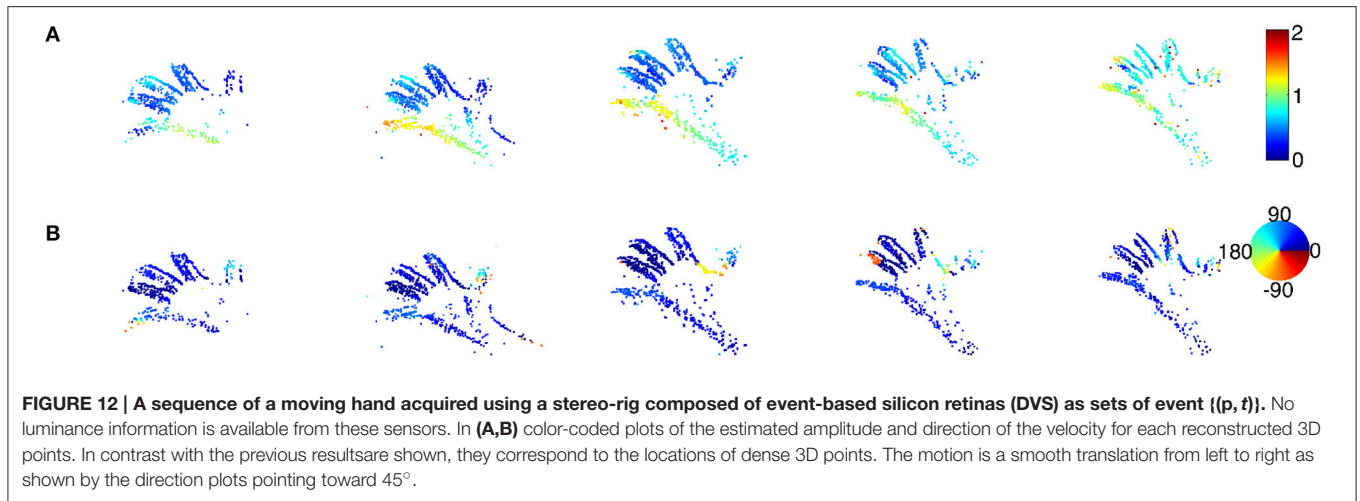 A
2
1
0
B
90
180
0
-90
FIGURE 12 | A sequence of a moving hand acquired using a stereo-rig composed of event-based silicon retinas (DVS) as sets of event {(p, t)}. No
luminance information is available from these sensors. In (A,B) color-coded plots of the estimated amplitude and direction of the velocity for each reconstructed 3D
points. In contrast with the previous resultsare shown, they correspond to the locations of dense 3D points. The motion is a smooth translation from left to right as
shown by the direction plots pointing toward 45°.